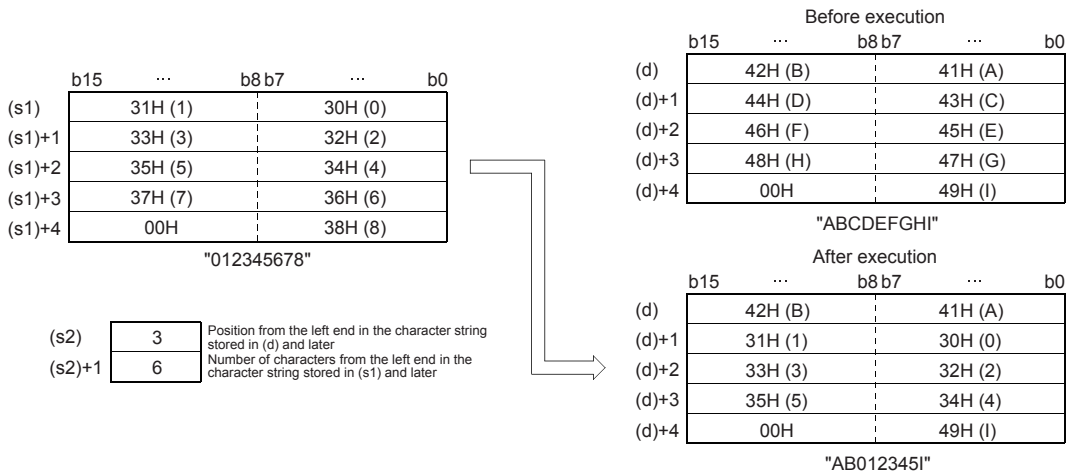 b15 ... b8 b7 ... b0
(s1) 31H (1) 30H (0)
(s1)+1 33H (3) 32H (2)
(s1)+2 35H (5) 34H (4)
(s1)+3 37H (7) 36H (6)
(s1)+4 00H 38H (8)
"012345678"
(s2) 3 Position from the left end in the character string
stored in (d) and later
(s2)+1 6 Number of characters from the left end in the
character string stored in (s1) and later
Before execution
b15 ... b8 b7 ... b0
(d) 42H (B) 41H (A)
(d)+1 44H (D) 43H (C)
(d)+2 46H (F) 45H (E)
(d)+3 48H (H) 47H (G)
(d)+4 00H 49H (I)
"ABCDEFGHI"
After execution
b15 ... b8 b7 ... b0
(d) 42H (B) 41H (A)
(d)+1 31H (1) 30H (0)
(d)+2 33H (3) 32H (2)
(d)+3 35H (5) 34H (4)
(d)+4 00H 49H (I)
"AB012345I"